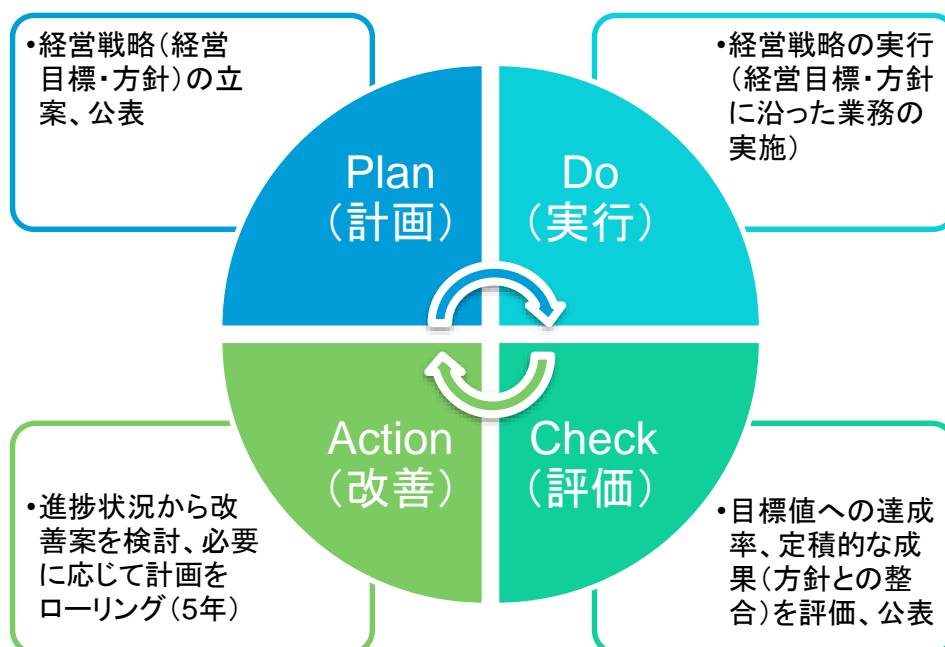 •経営戦略（経営
目標・方針）の立
案、公表
•経営戦略の実行
（経営目標・方針
に沿った業務の
実施）
Plan
（計画）
Do
（実行）
Action
（改善）
Check
（評価）
•進捗状況から改
善案を検討、必要
に応じて計画を
ローリング（5年）
•目標値への達成
率、定積的な成
果（方針との整
合）を評価、公表